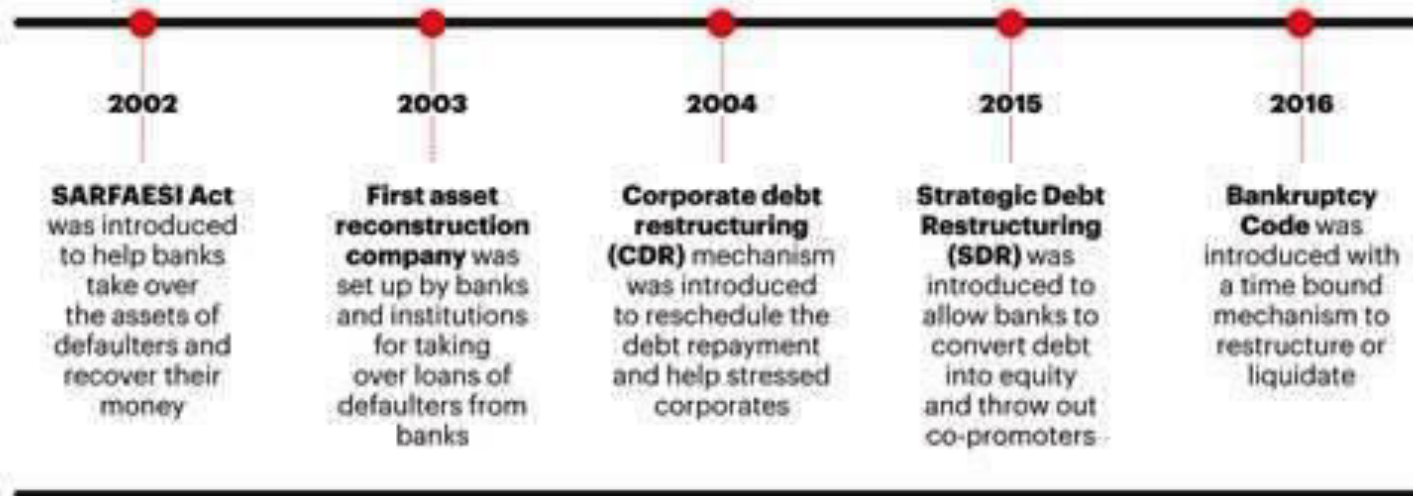 2002
SARFAESI Act
was introduced
to help banks
take over
the assets of
defaulters and
recover their
money
2003
First asset
reconstruction
company was
set up by banks
and institutions
for taking
over loans of
defaulters from
banks
2004
Corporate debt
restructuring
(CDR) mechanism
was introduced
to reschedule the
debt repayment
and help stressed
corporates
2015
Strategic Debt
Restructuring
(SDR) was
introduced to
allow banks to
convert debt
into equity
and throw out
co-promoters
2016
Bankruptcy
Code was
introduced with
a time bound
mechanism to
restructure or
liquidate